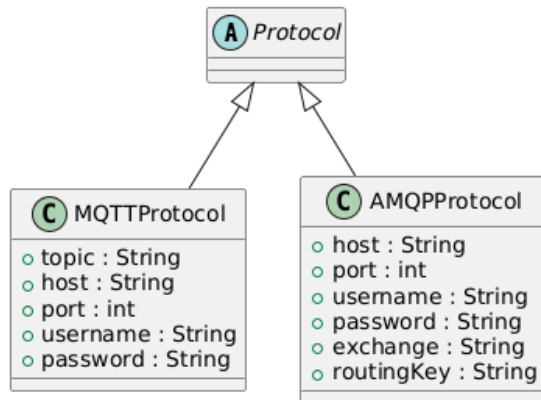 A Protocol
C MQTTProtocol
topic : String
host : String
port : int
username : String
password : String
C AMQPProtocol
host : String
port : int
username : String
password : String
exchange : String
routingKey : String